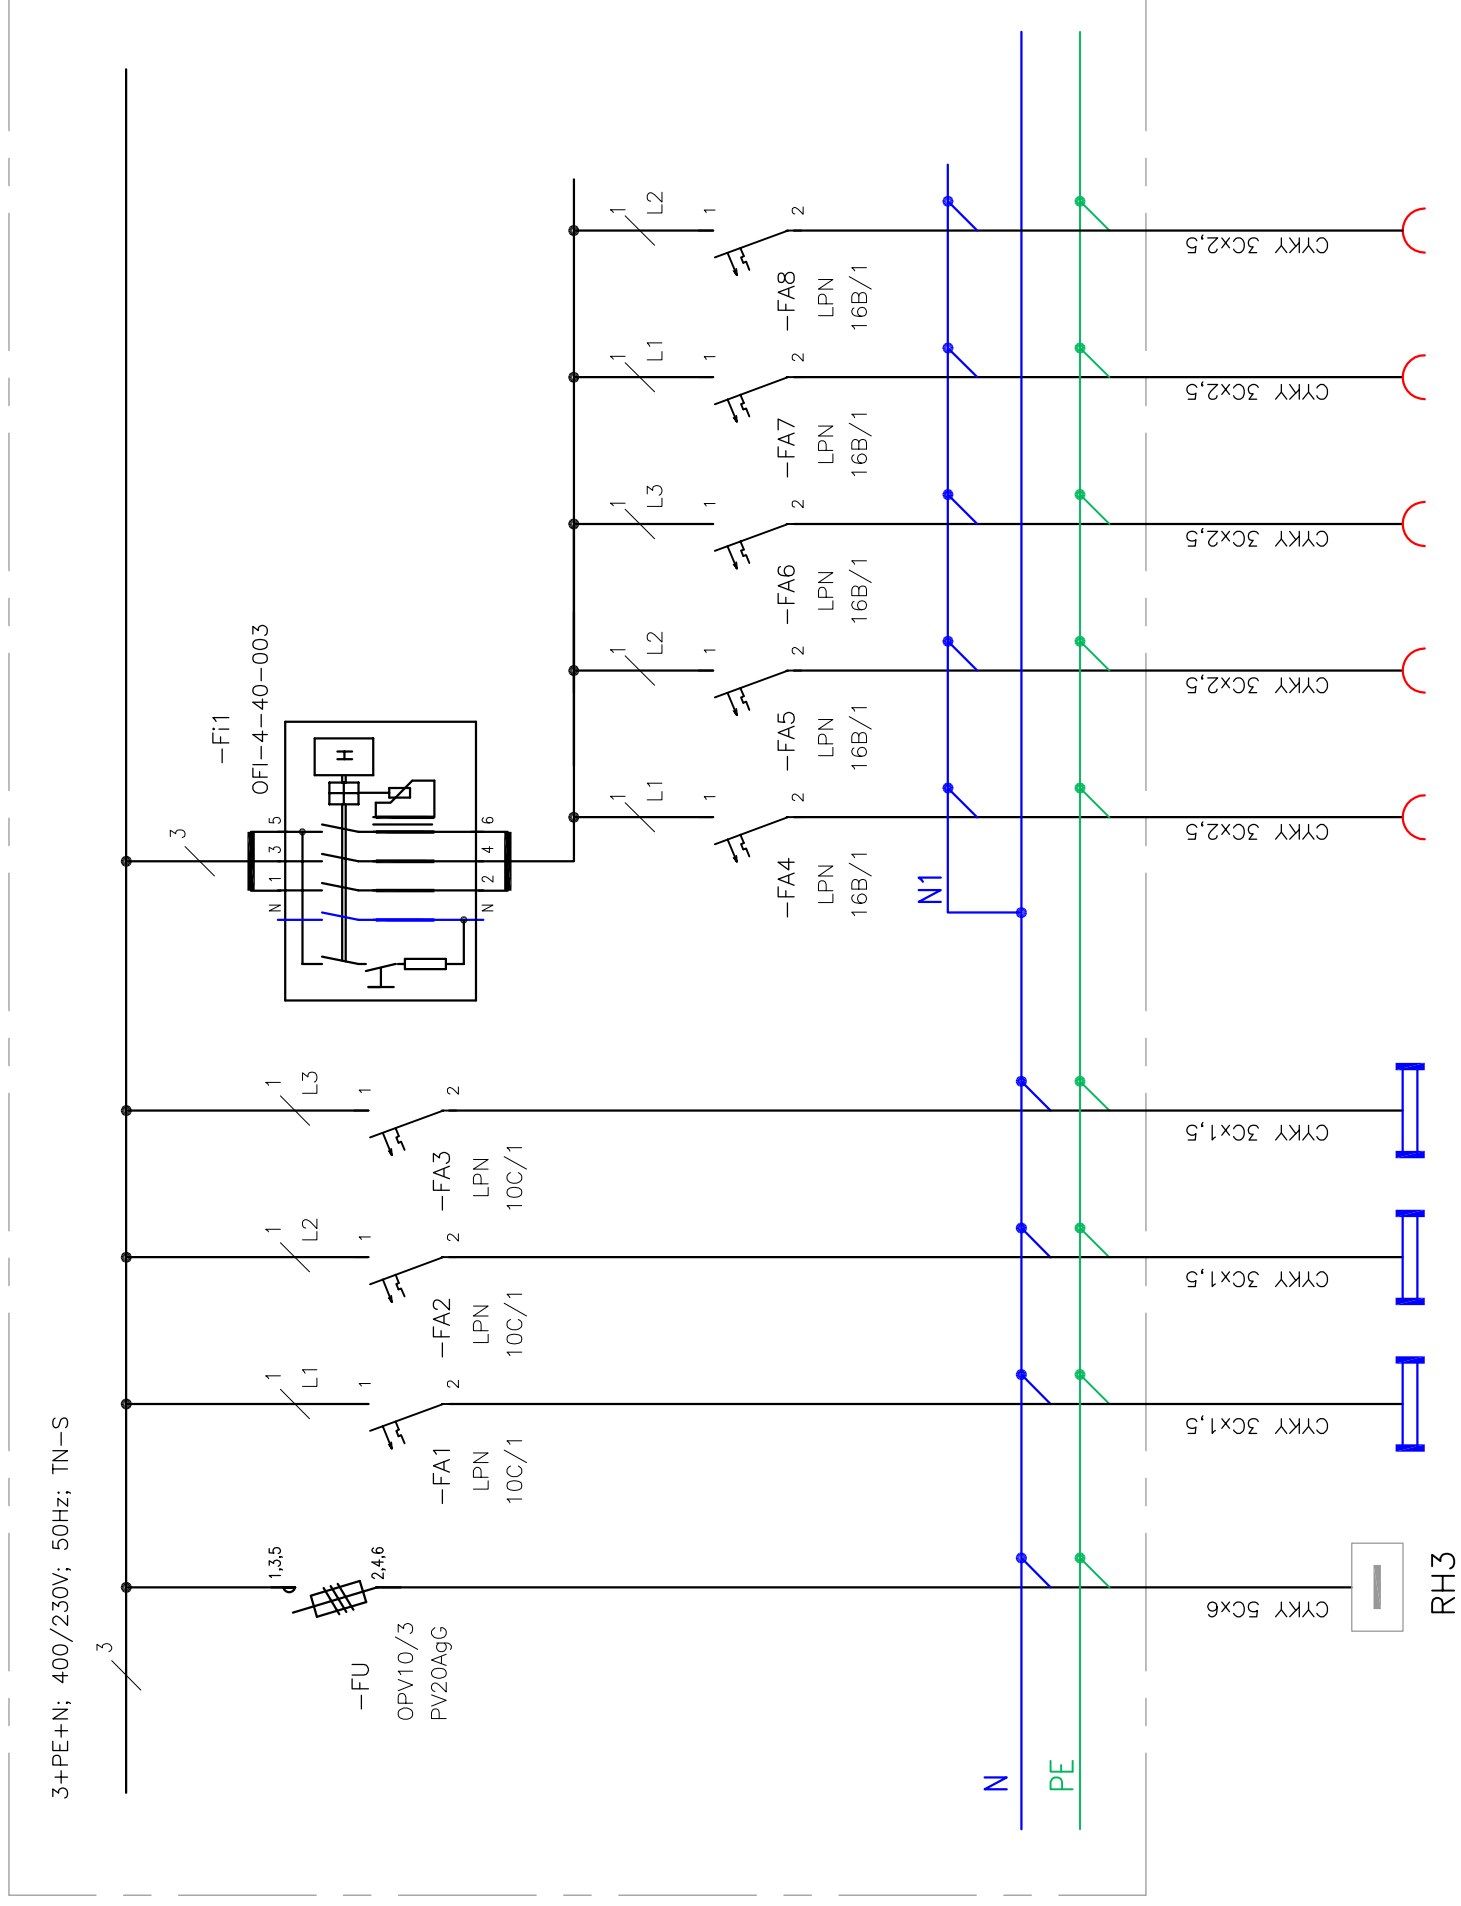 3+PE+N; 400/230V; 50Hz; TN-S
3
-FU
OPV10/3
PV20AgG
1,3,5
2,4,6
CYKY 5Cx6
RH3
1
L1
1
2
-FA1
LPN
10C/1
CYKY 3Cx1,5
1
L2
1
2
-FA2
LPN
10C/1
CYKY 3Cx1,5
1
L3
1
2
-FA3
LPN
10C/1
CYKY 3Cx1,5
3
-Fi1
OFI-4-40-003
N
1
3
5
N
2
4
6
H
1
L1
1
2
-FA4
LPN
16B/1
CYKY 3Cx2,5
1
L2
1
2
-FA5
LPN
16B/1
CYKY 3Cx2,5
1
L3
1
2
-FA6
LPN
16B/1
CYKY 3Cx2,5
1
L1
1
2
-FA7
LPN
16B/1
CYKY 3Cx2,5
1
L2
1
2
-FA8
LPN
16B/1
CYKY 3Cx2,5
N1
N
PE